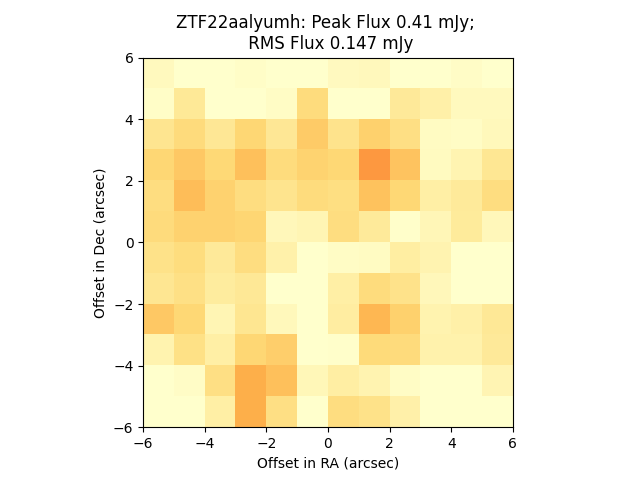 ZTF22aalyumh: Peak Flux 0.41 mJy;
RMS Flux 0.147 mJy
6
4
2
0
−2
−4
−6
Offset in Dec (arcsec)
−6 −4 −2 0 2 4 6
Offset in RA (arcsec)